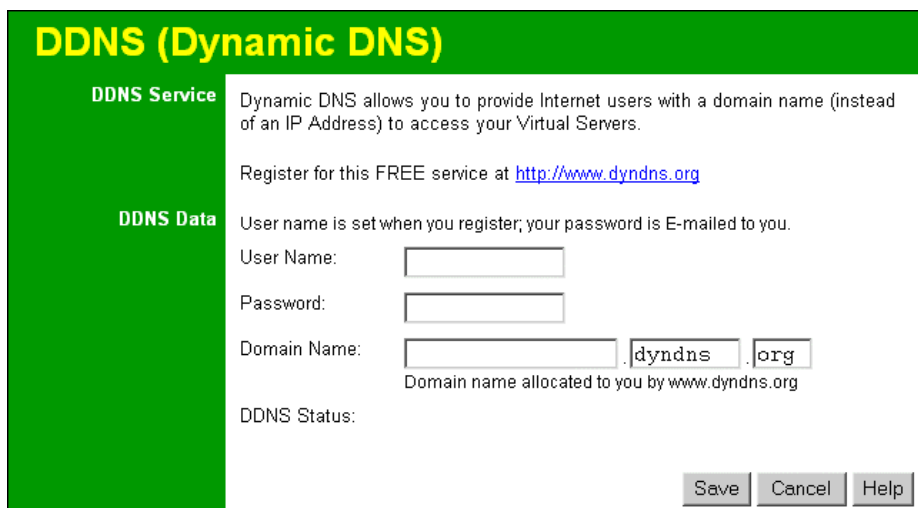 DDNS (Dynamic DNS)
DDNS Service
Dynamic DNS allows you to provide Internet users with a domain name (instead
of an IP Address) to access your Virtual Servers.
Register for this FREE service at http://www.dyndns.org
DDNS Data
User name is set when you register; your password is E-mailed to you.
User Name:
Password:
Domain Name: .dyndns .org
Domain name allocated to you by www.dyndns.org
DDNS Status:
Save Cancel Help